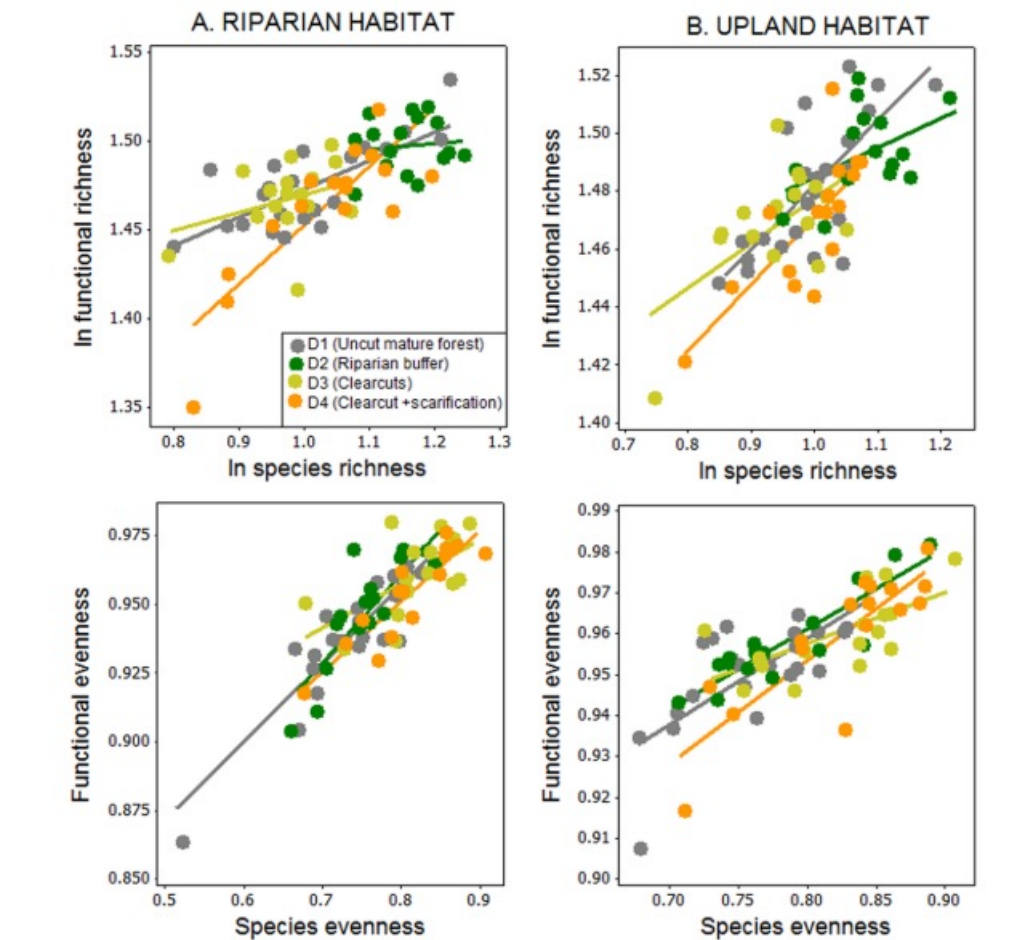 A. RIPARIAN HABITAT
ln functional richness
1.55
1.50
1.45
1.40
1.35
D1 (Uncut mature forest)
D2 (Riparian buffer)
D3 (Clearcuts)
D4 (Clearcut +scarification)
0.8 0.9 1.0 1.1 1.2 1.3
ln species richness
B. UPLAND HABITAT
ln functional richness
1.52
1.50
1.48
1.46
1.44
1.42
1.40
0.7 0.8 0.9 1.0 1.1 1.2
ln species richness
Functional evenness
0.975
0.950
0.925
0.900
0.875
0.850
0.5 0.6 0.7 0.8 0.9
Species evenness
Functional evenness
0.99
0.98
0.97
0.96
0.95
0.94
0.93
0.92
0.91
0.90
0.70 0.75 0.80 0.85 0.90
Species evenness